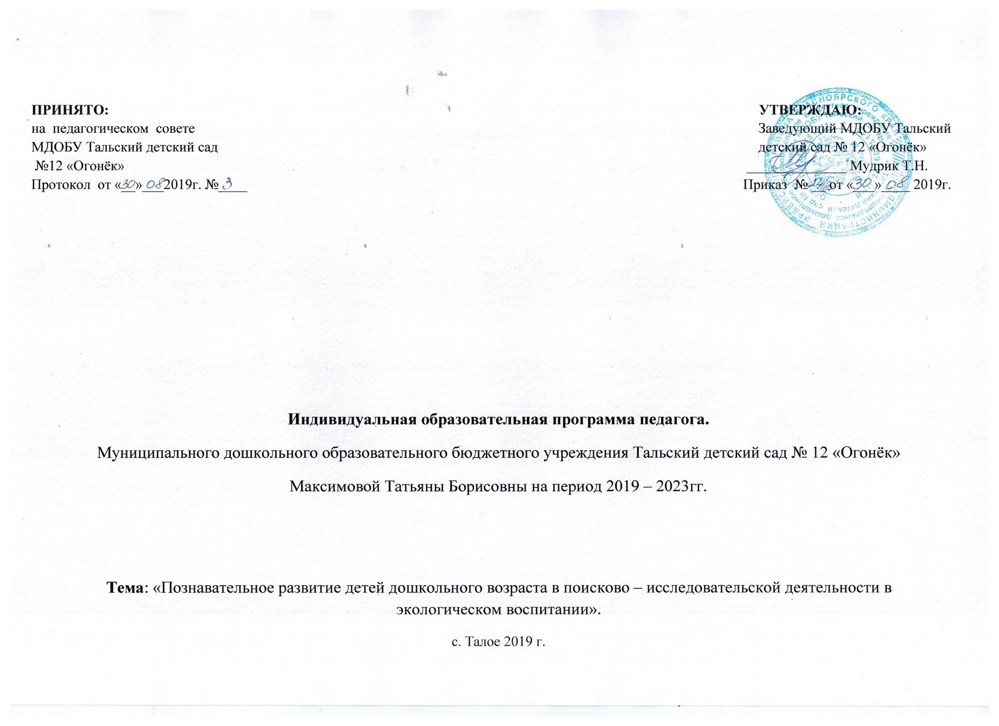 ПРИНЯТО:
на педагогическом совете
МДОБУ Тальский детский сад
№12 «Огонёк»
Протокол от «30» 08 2019г. № 3
УТВЕРЖДАЮ:
Заведующий МДОБУ Тальский
детский сад № 12 «Огонёк»
Мудрик Т.Н.
Приказ № от «30» 08 2019г.
Индивидуальная образовательная программа педагога.
Муниципального дошкольного образовательного бюджетного учреждения Тальский детский сад № 12 «Огонёк»
Максимовой Татьяны Борисовны на период 2019 – 2023гг.
Тема: «Познавательное развитие детей дошкольного возраста в поисково – исследовательской деятельности в
экологическом воспитании».
с. Талое 2019 г.